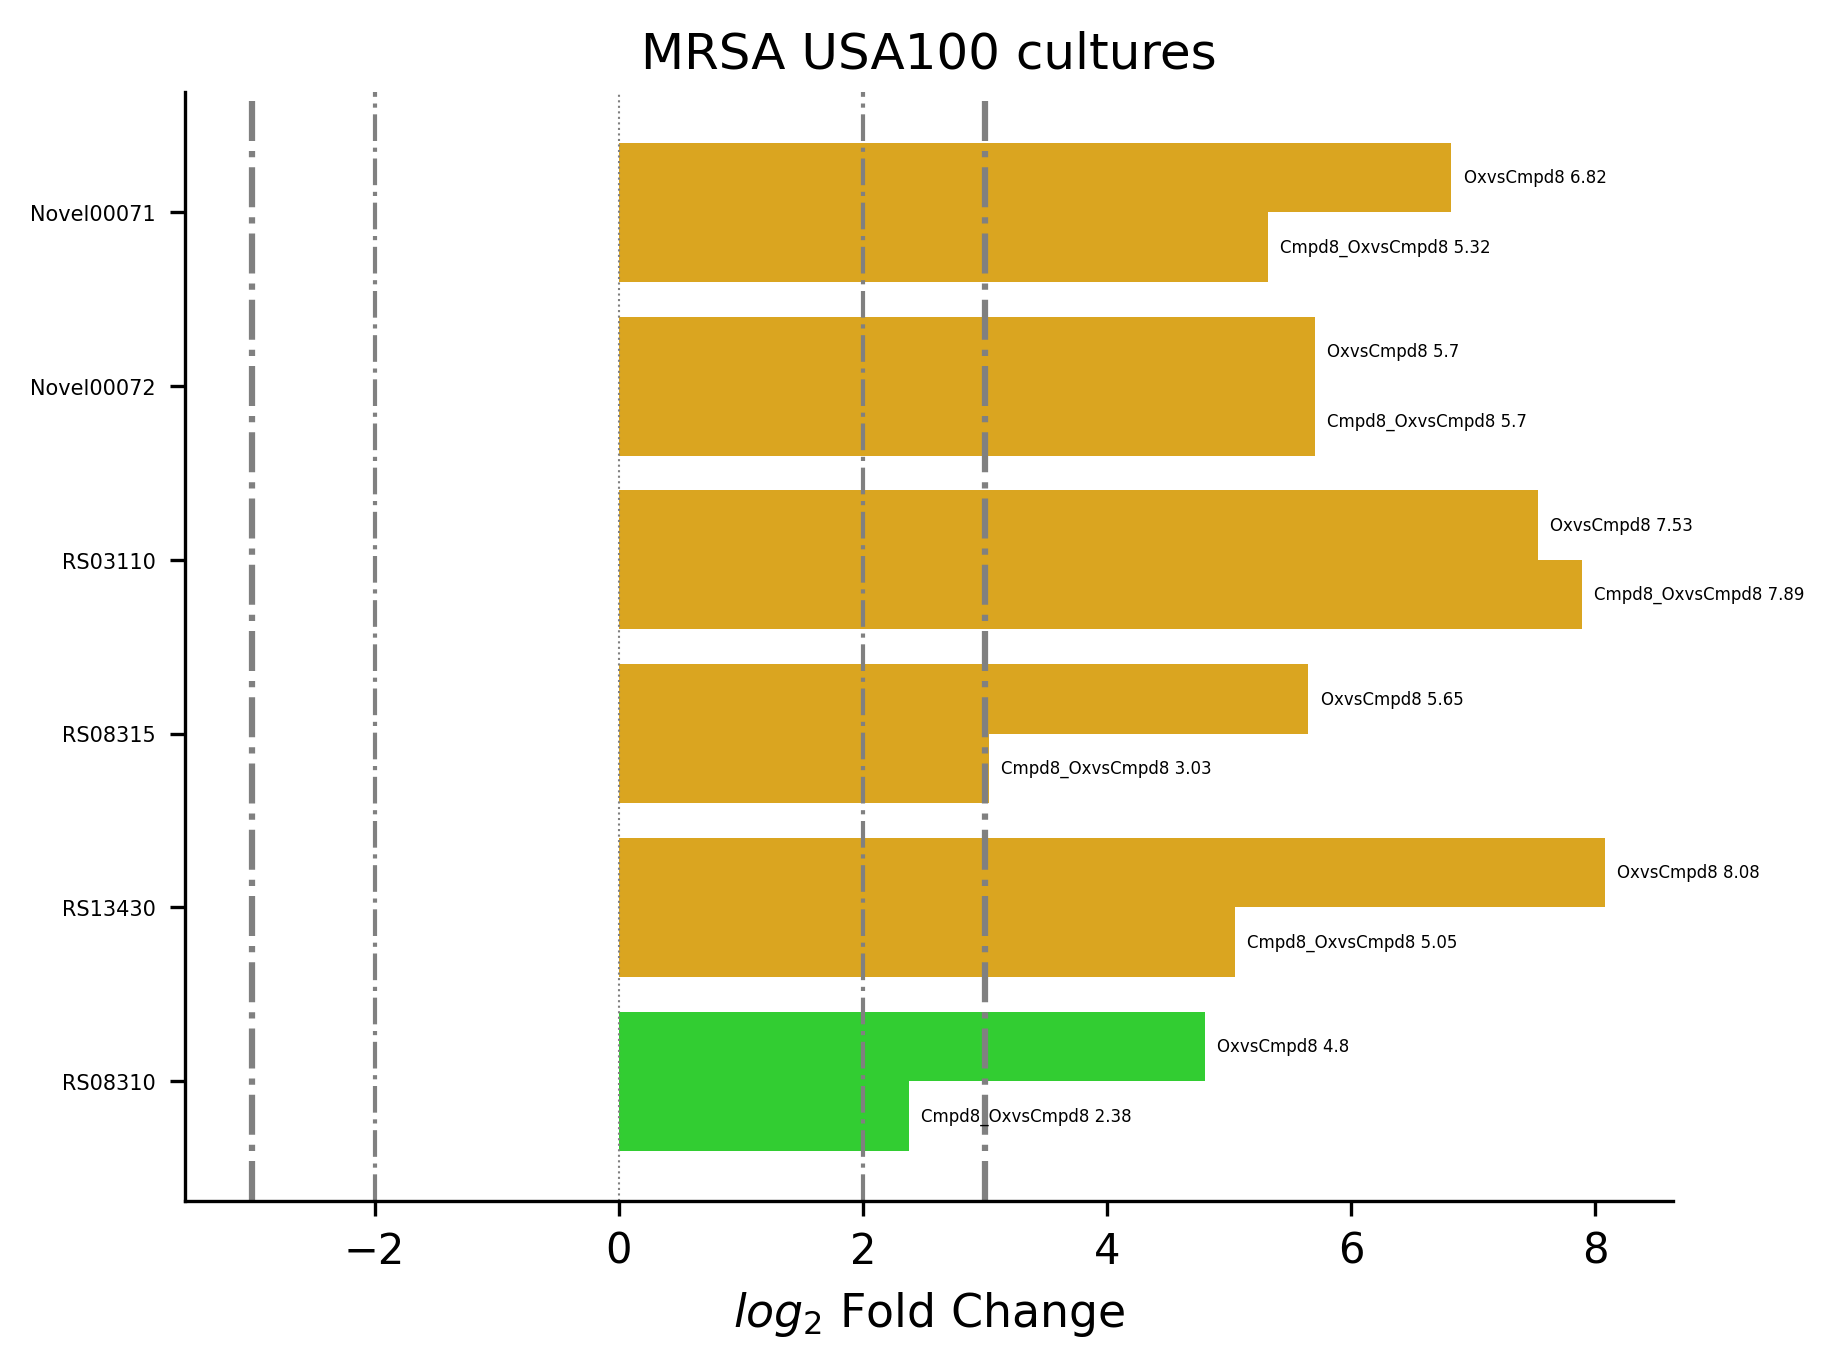 MRSA USA100 cultures
Novel00071
OxvsCmpd8 6.82
Cmpd8_OxvsCmpd8 5.32
Novel00072
OxvsCmpd8 5.7
Cmpd8_OxvsCmpd8 5.7
RS03110
OxvsCmpd8 7.53
Cmpd8_OxvsCmpd8 7.89
RS08315
OxvsCmpd8 5.65
Cmpd8_OxvsCmpd8 3.03
RS13430
OxvsCmpd8 8.08
Cmpd8_OxvsCmpd8 5.05
RS08310
OxvsCmpd8 4.8
Cmpd8_OxvsCmpd8 2.38
−2 0 2 4 6 8
log₂ Fold Change